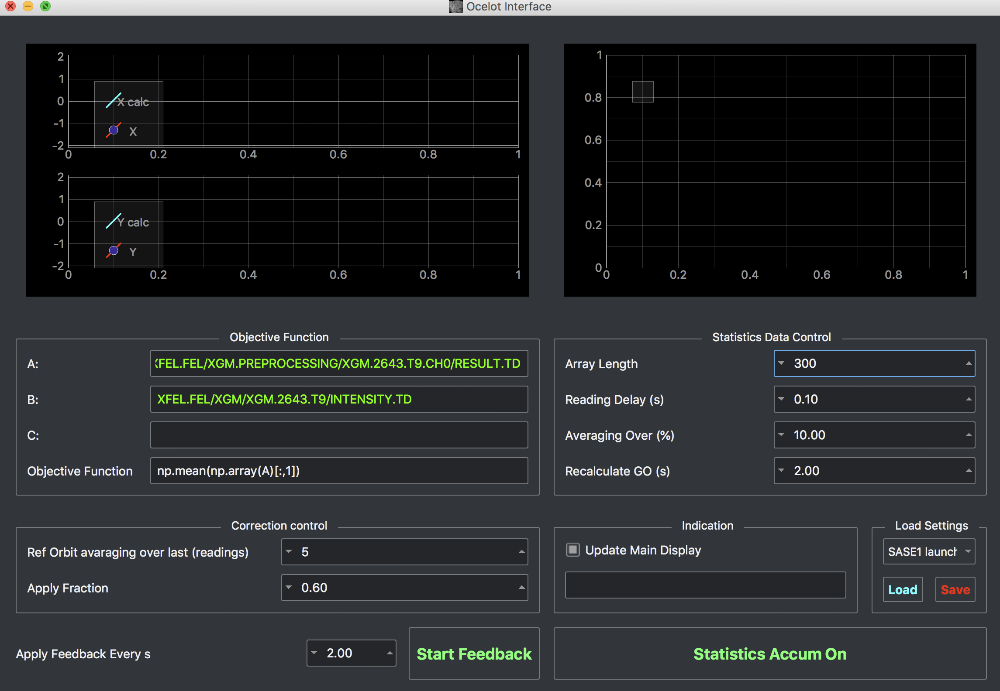 Ocelot Interface
2
1
0
-1
-2
X calc
X
0 0.2 0.4 0.6 0.8 1
2
1
0
-1
-2
Y calc
Y
0 0.2 0.4 0.6 0.8 1
1
0.8
0.6
0.4
0.2
0
0 0.2 0.4 0.6 0.8 1
Objective Function
A: XFEL.FEL/XGM.PREPROCESSING/XGM.2643.T9.CH0/RESULT.TD
B: XFEL.FEL/XGM/XGM.2643.T9/INTENSITY.TD
C:
Objective Function np.mean(np.array(A)[:,1])
Statistics Data Control
Array Length 300
Reading Delay (s) 0.10
Averaging Over (%) 10.00
Recalculate GO (s) 2.00
Correction control
Ref Orbit avaraging over last (readings) 5
Apply Fraction 0.60
Indication
Update Main Display
Load Settings
SASE1 launch
Load Save
Apply Feedback Every s 2.00
Start Feedback
Statistics Accum On